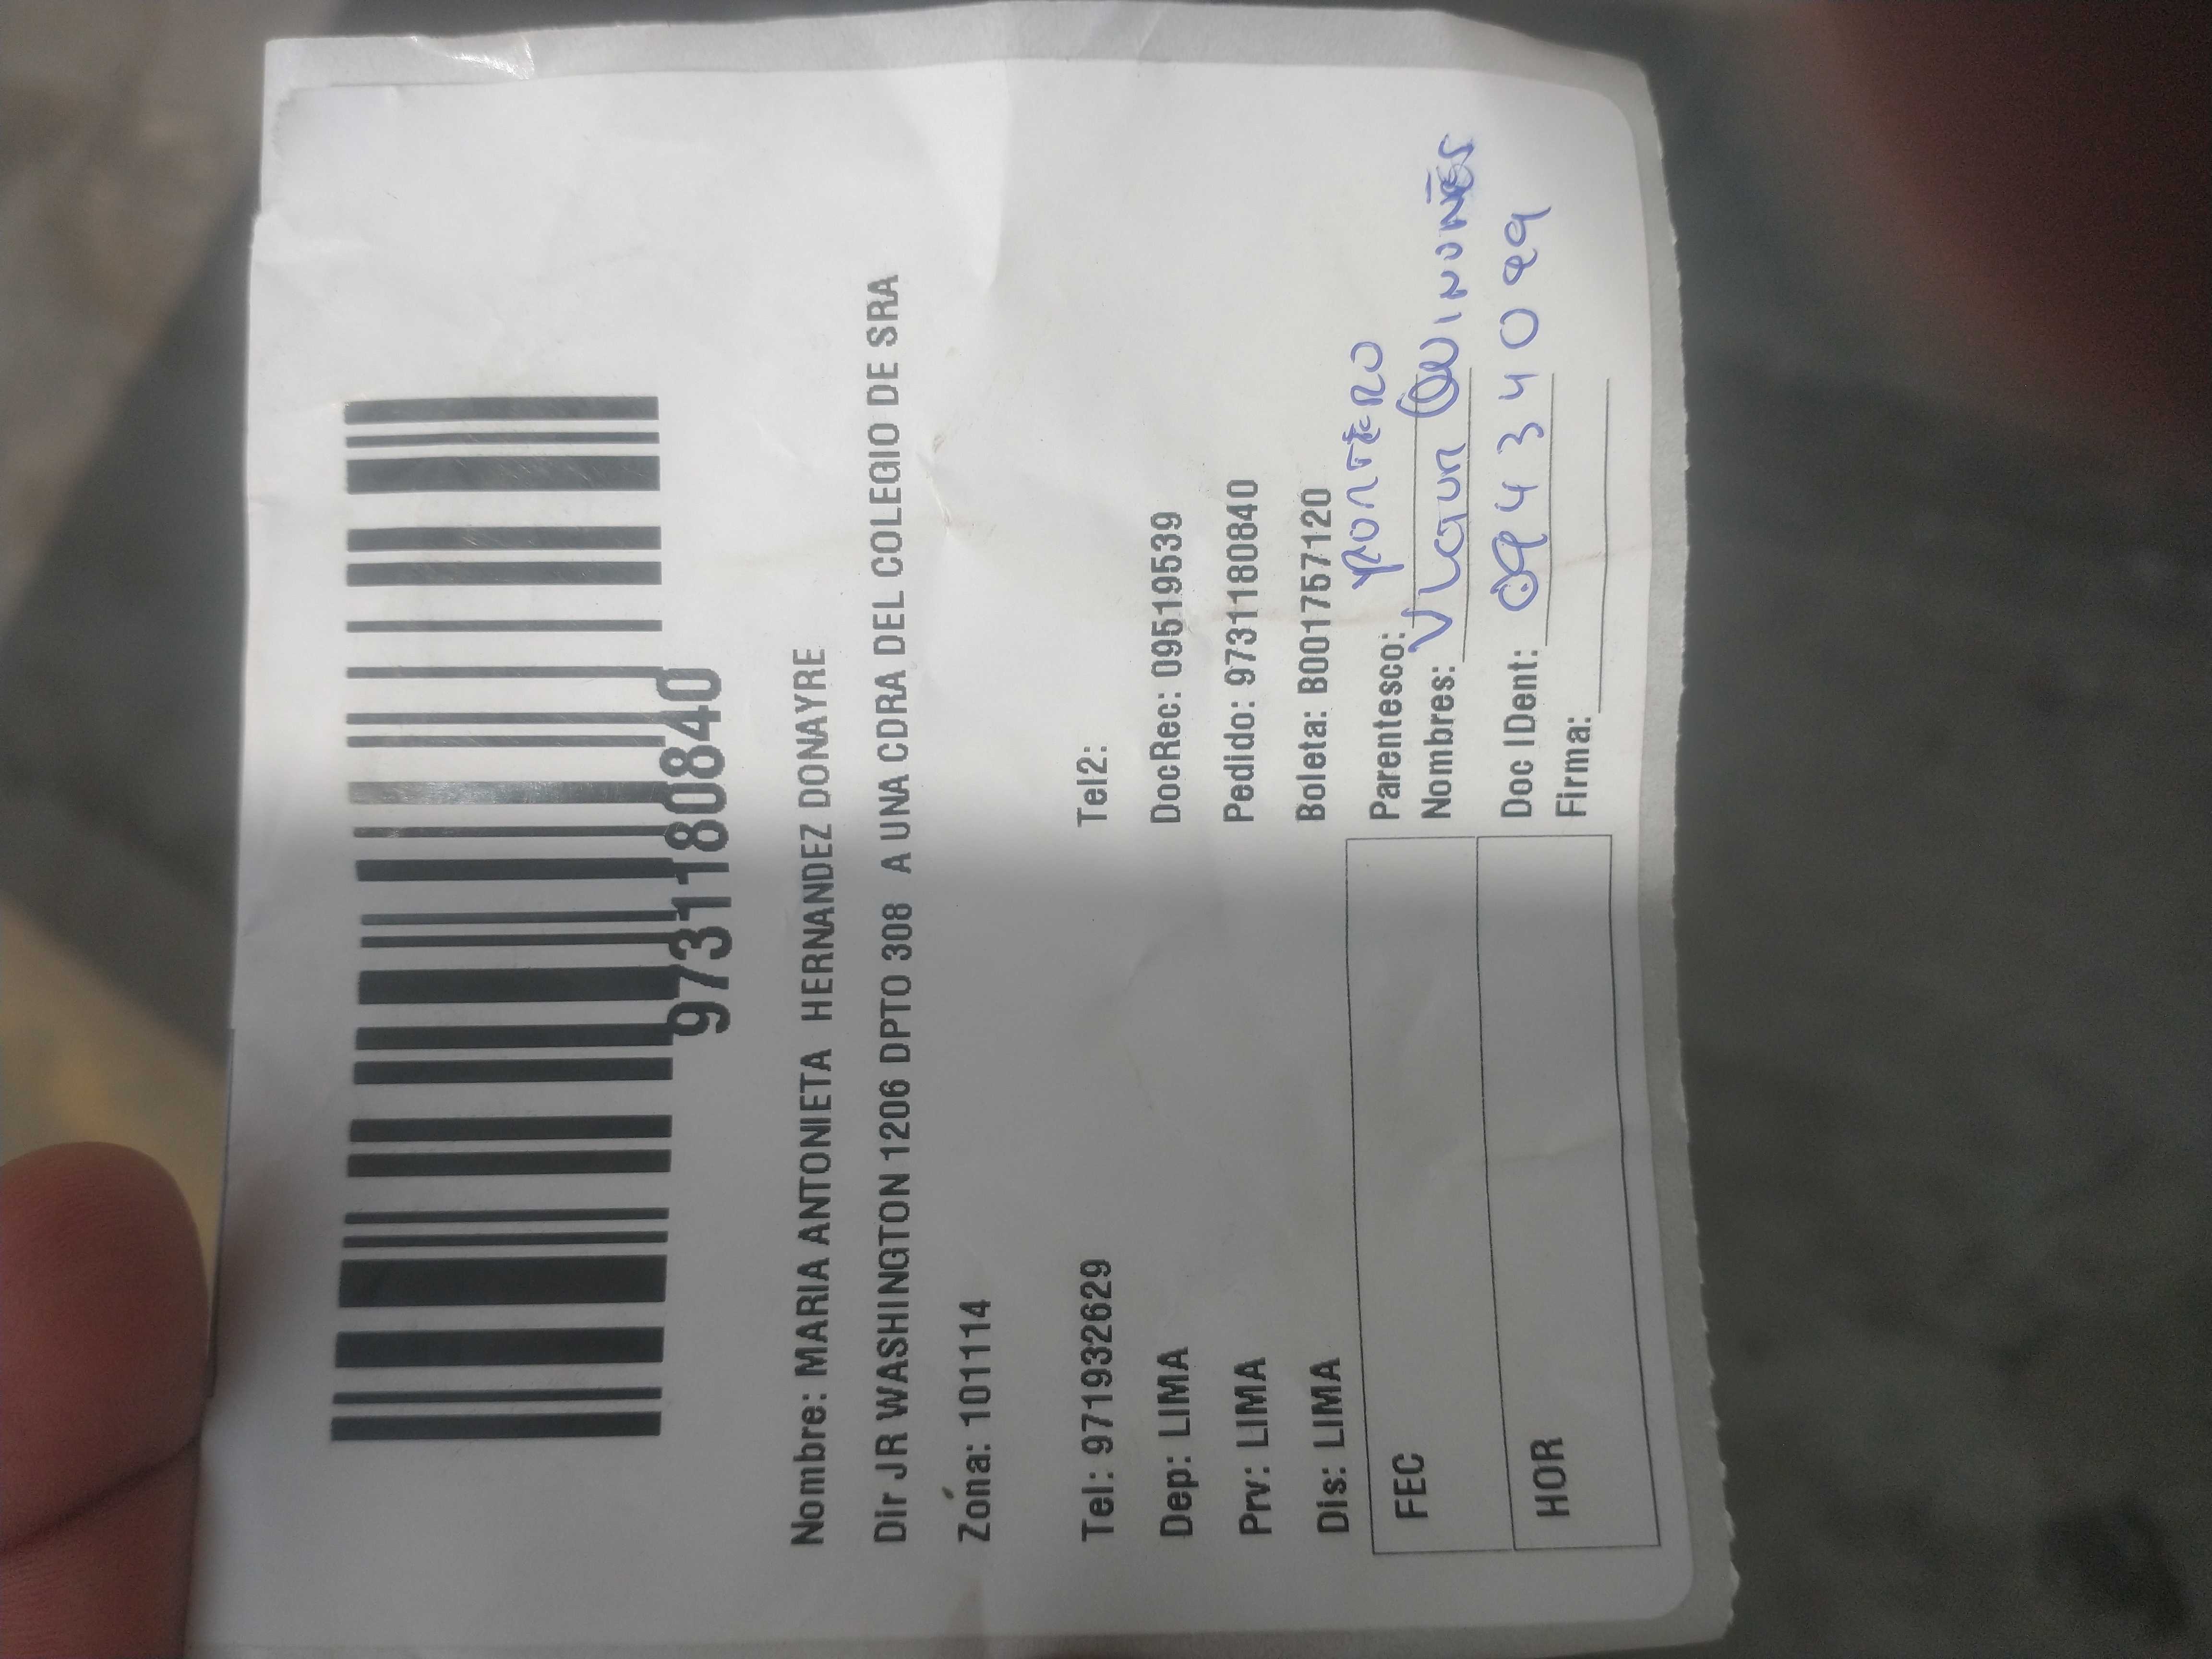 9731180840
Nombre: MARIA ANTONIETA HERNANDEZ DONAYRE
Dir JR WASHINGTON 1206 DPTO 308 A UNA CDRA DEL COLEGIO DE SRA
Zona: 101114
Tel: 971932629 Tel2:
Dep: LIMA DocRec: 09519539
Prv: LIMA Pedido: 9731180840
Dis: LIMA Boleta: B001757120
FEC Parentesco: PORTERO
Nombres: QUIÑONES
HOR Doc IDent:
Firma: